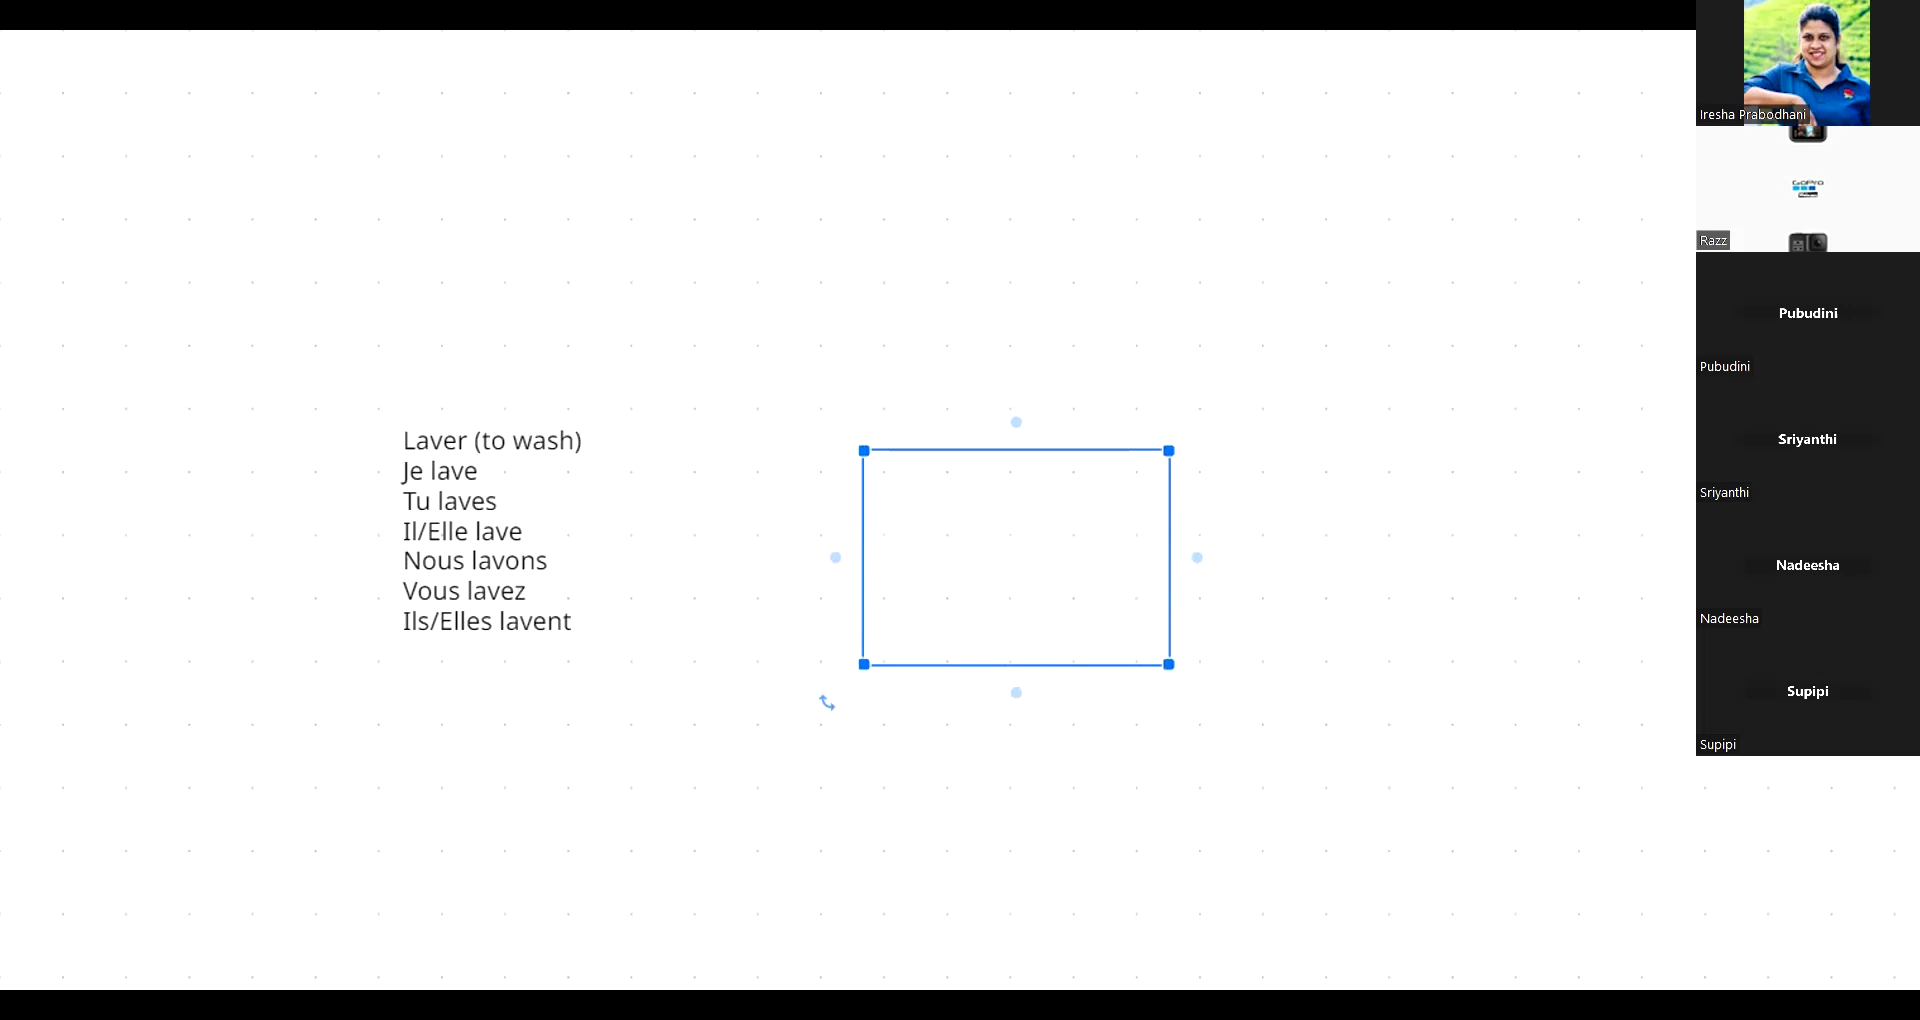 Laver (to wash)
Je lave
Tu laves
Il/Elle lave
Nous lavons
Vous lavez
Ils/Elles lavent
Iresha Prabodhani
GoPro
Razz
Pubudini
Pubudini
Sriyanthi
Sriyanthi
Nadeesha
Nadeesha
Supipi
Supipi